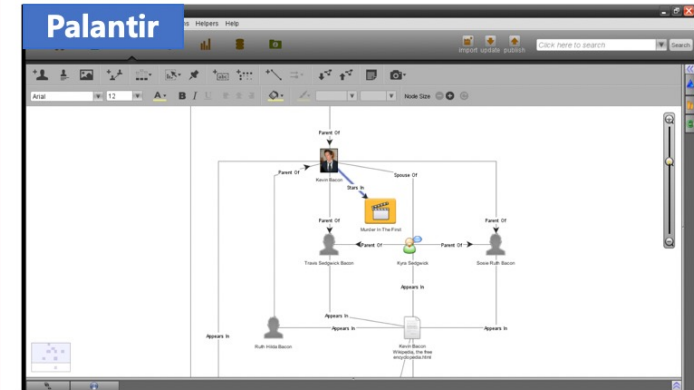 Palantir
Helpers Help
import update publish
Click here to search
Search
Arial
12
A
B I U
Node Size
Parent Of
Kevin Bacon
Parent Of
Spouse Of
Stars In
Murder in The First
Parent Of
Parent Of
Travis Sedgwick Bacon
Parent Of
Kyra Sedgwick
Parent Of
Sosie Ruth Bacon
Appears In
Appears In
Appears In
Appears In
Appears In
Ruth Hilda Bacon
Kevin Bacon
Wikipedia, the free
encyclopedia.html